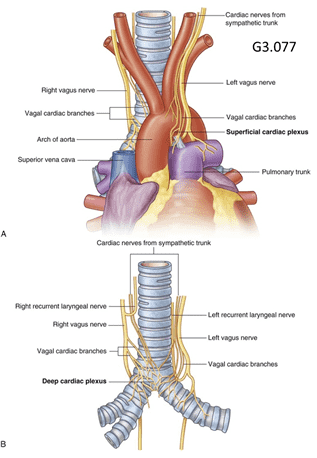 Cardiac nerves from
sympathetic trunk
G3.077
Right vagus nerve
Left vagus nerve
Vagal cardiac branches
Vagal cardiac branches
Superficial cardiac plexus
Arch of aorta
Superior vena cava
Pulmonary trunk
A
Cardiac nerves from sympathetic trunk
Right recurrent laryngeal nerve
Left recurrent laryngeal nerve
Right vagus nerve
Left vagus nerve
Vagal cardiac branches
Vagal cardiac branches
Deep cardiac plexus
B